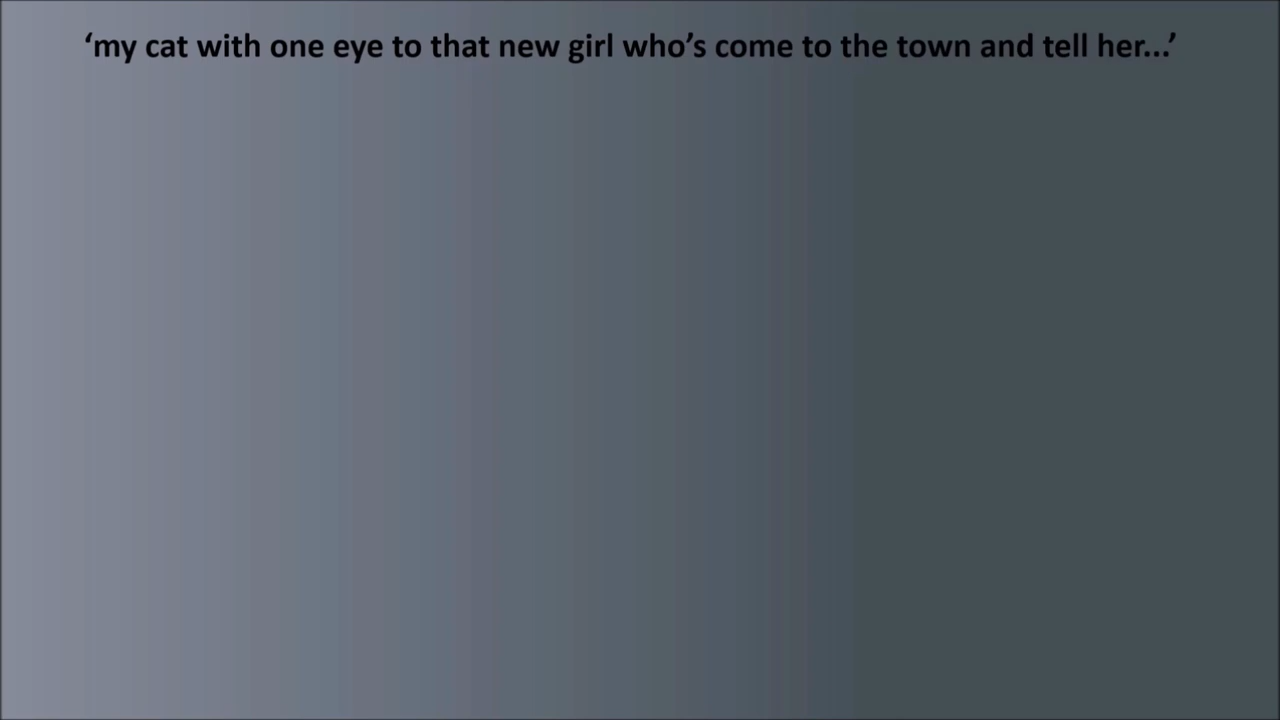 ‘my cat with one eye to that new girl who’s come to the town and tell her...’